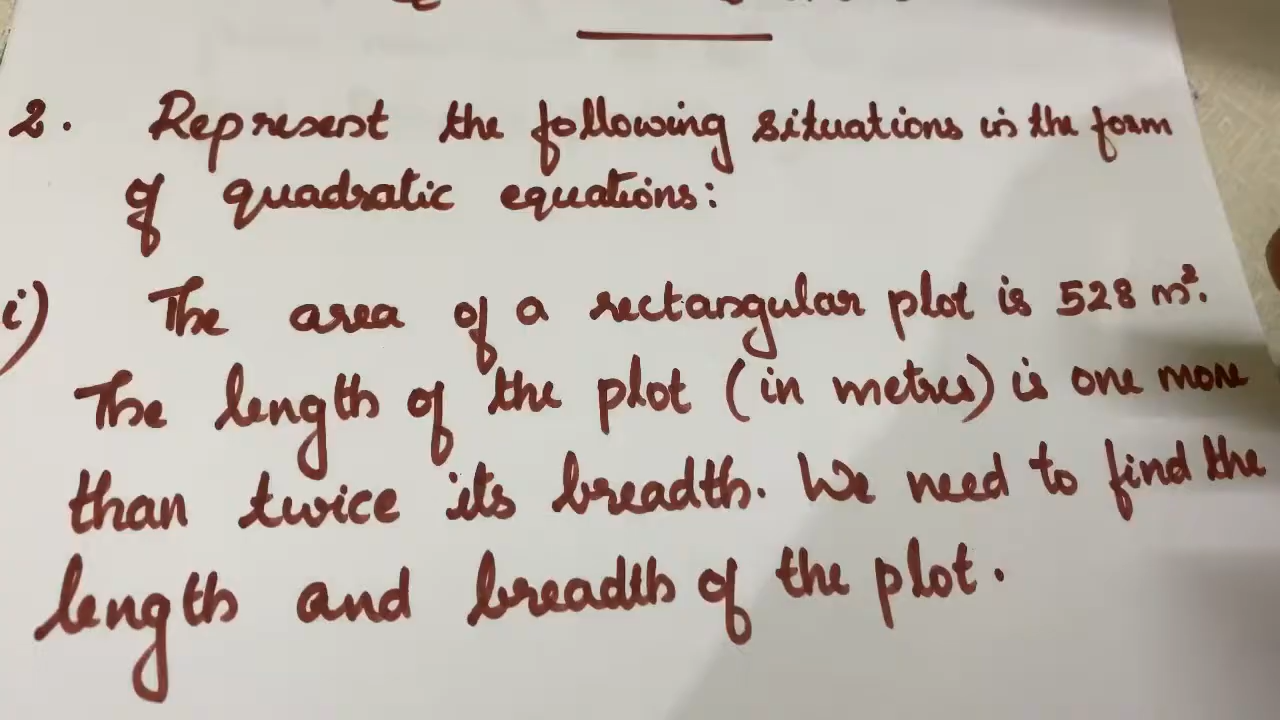 2. Represent the following situations in the form
of quadratic equations:
i) The area of a rectangular plot is 528 m².
The length of the plot (in metres) is one more
than twice its breadth. We need to find the
length and breadth of the plot.